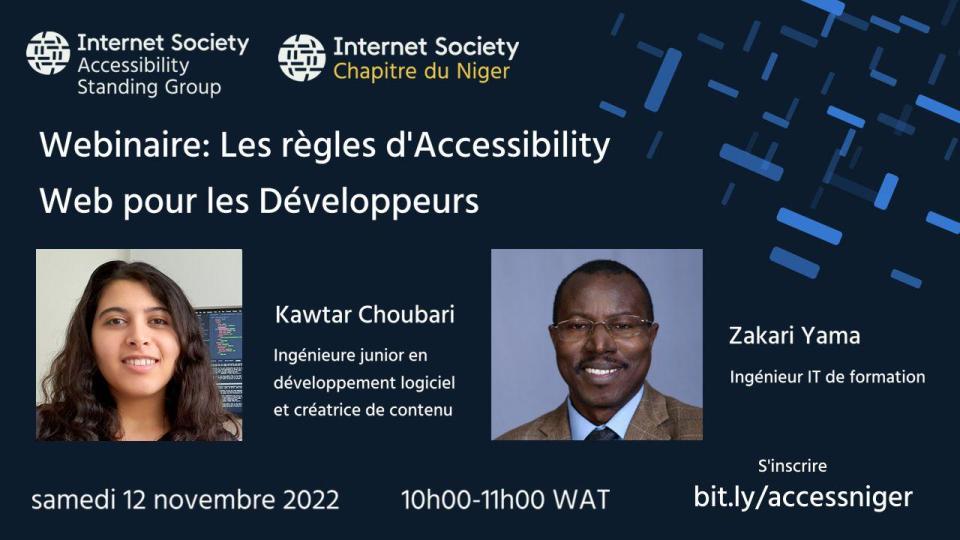 Internet Society
Accessibility
Standing Group
Internet Society
Chapitre du Niger
Webinaire: Les règles d'Accessibility
Web pour les Développeurs
Kawtar Choubari
Ingénieure junior en
développement logiciel
et créatrice de contenu
Zakari Yama
Ingénieur IT de formation
samedi 12 novembre 2022
10h00-11h00 WAT
S'inscrire
bit.ly/accessniger